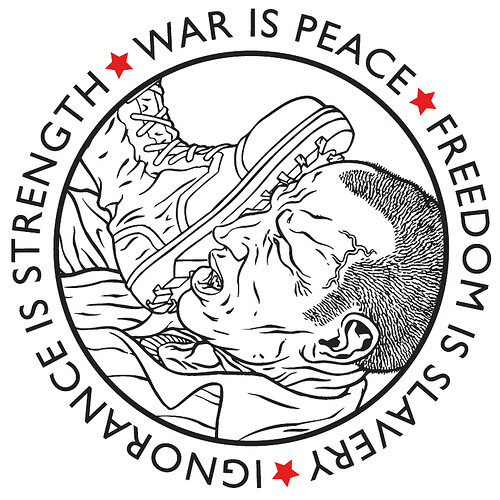 WAR IS PEACE
FREEDOM IS SLAVERY
IGNORANCE IS STRENGTH